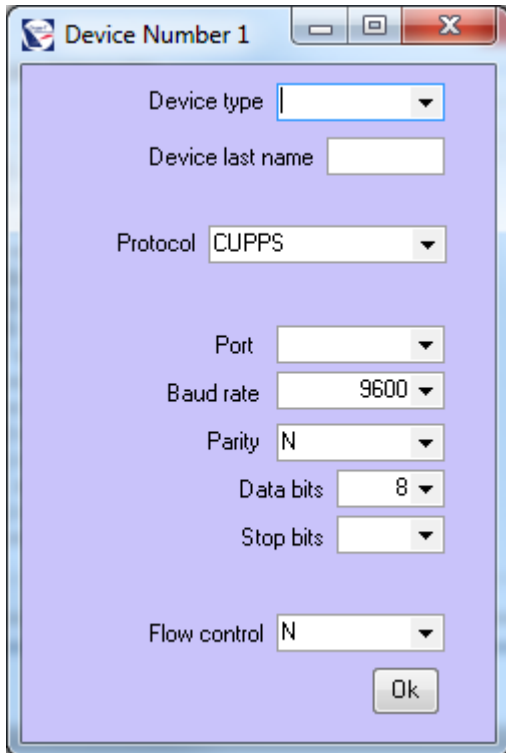 Device Number 1
Device type
Device last name
Protocol CUPPS
Port
Baud rate 9600
Parity N
Data bits 8
Stop bits
Flow control N
Ok